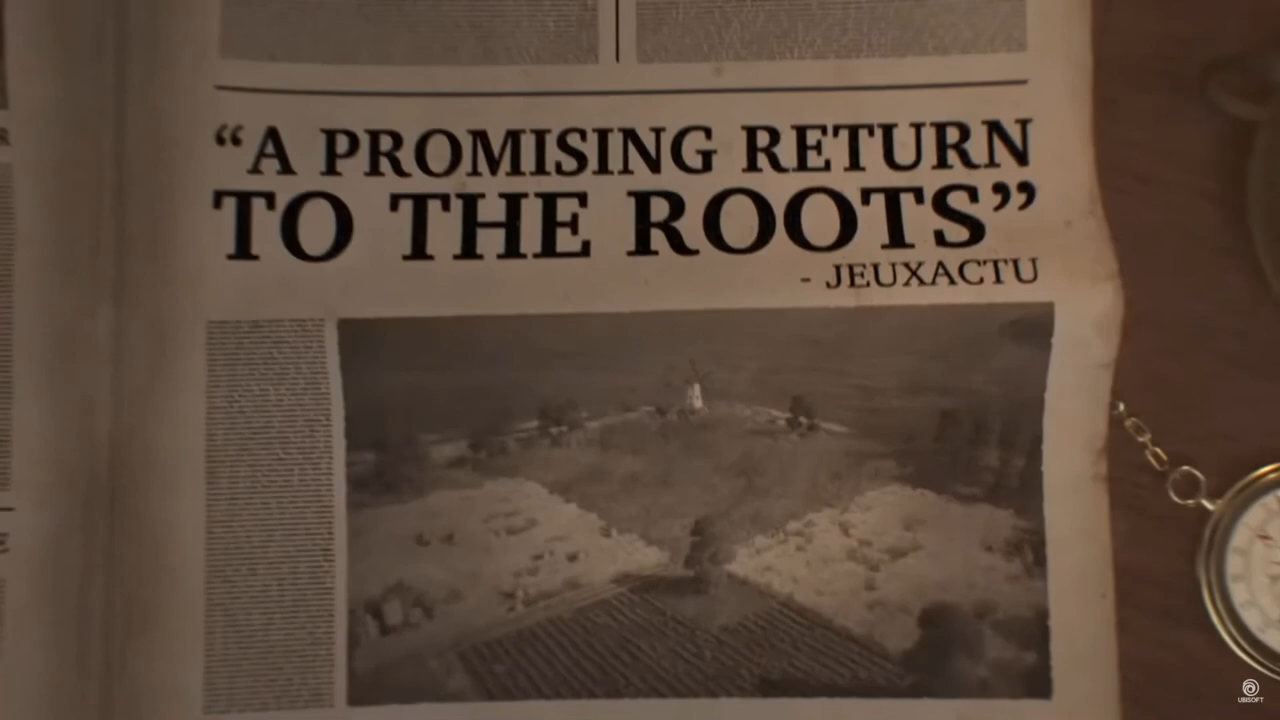 “A PROMISING RETURN
TO THE ROOTS”
- JEUXACTU
UBISOFT